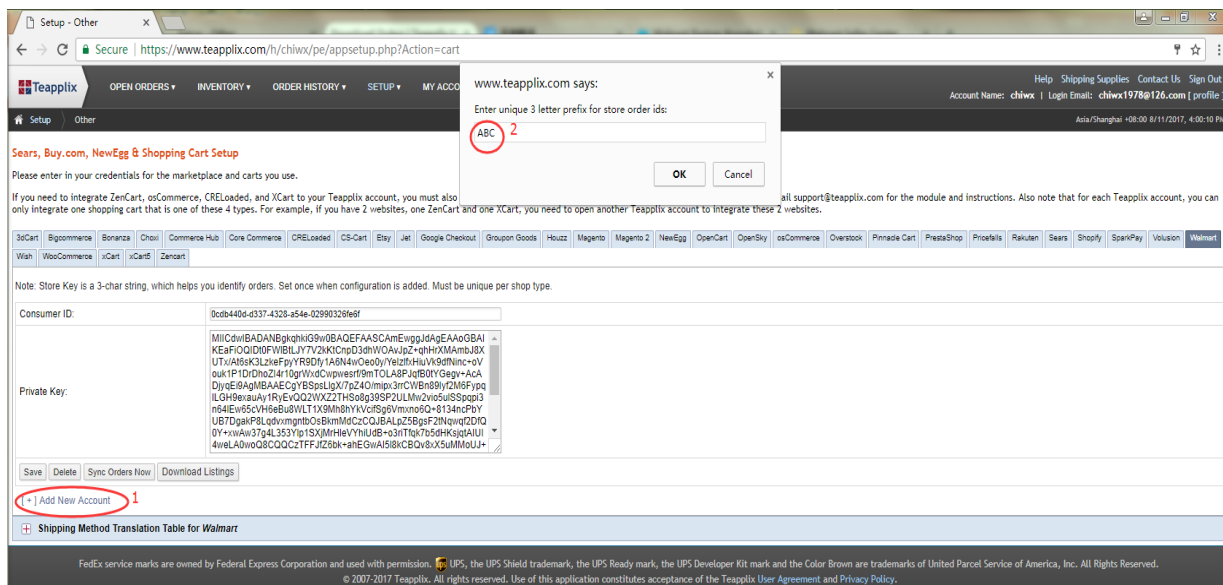 Setup - Other
Secure https://www.teapplix.com/h/chiwx/pe/appsetup.php?Action=cart
Teapplix OPEN ORDERS INVENTORY ORDER HISTORY SETUP MY ACCO
Help Shipping Supplies Contact Us Sign Out
Account Name: chiwx | Login Email: chiwx1978@126.com [ profile ]
Setup Other
Asia/Shanghai +08:00 8/11/2017, 4:00:10 PM
www.teapplix.com says:
Enter unique 3 letter prefix for store order ids:
ABC 2
OK Cancel
Sears, Buy.com, NewEgg & Shopping Cart Setup
Please enter in your credentials for the marketplace and carts you use.
If you need to integrate ZenCart, osCommerce, CRELoaded, and XCart to your Teapplix account, you must also ail support@teapplix.com for the module and instructions. Also note that for each Teapplix account, you can
only integrate one shopping cart that is one of these 4 types. For example, if you have 2 websites, one ZenCart and one XCart, you need to open another Teapplix account to integrate these 2 websites.
3dCart Bigcommerce Bonanza Choxi Commerce Hub Core Commerce CRELoaded CS-Cart Etsy Jet Google Checkout Groupon Goods Houzz Magento Magento 2 NewEgg OpenCart OpenSky osCommerce Overstock Pinnacle Cart PrestaShop Pricefalls Rakuten Sears Shopify SparkPay Volusion Walmart
Wish WooCommerce xCart xCart5 Zencart
Note: Store Key is a 3-char string, which helps you identify orders. Set once when configuration is added. Must be unique per shop type.
Consumer ID: 0cdb440d-d337-4328-a54e-02990326fe6f
Private Key:
Save Delete Sync Orders Now Download Listings
[ + ] Add New Account 1
Shipping Method Translation Table for Walmart
FedEx service marks are owned by Federal Express Corporation and used with permission. UPS, the UPS Shield trademark, the UPS Ready mark, the UPS Developer Kit mark and the Color Brown are trademarks of United Parcel Service of America, Inc. All Rights Reserved.
© 2007-2017 Teapplix. All rights reserved. Use of this application constitutes acceptance of the Teapplix User Agreement and Privacy Policy.